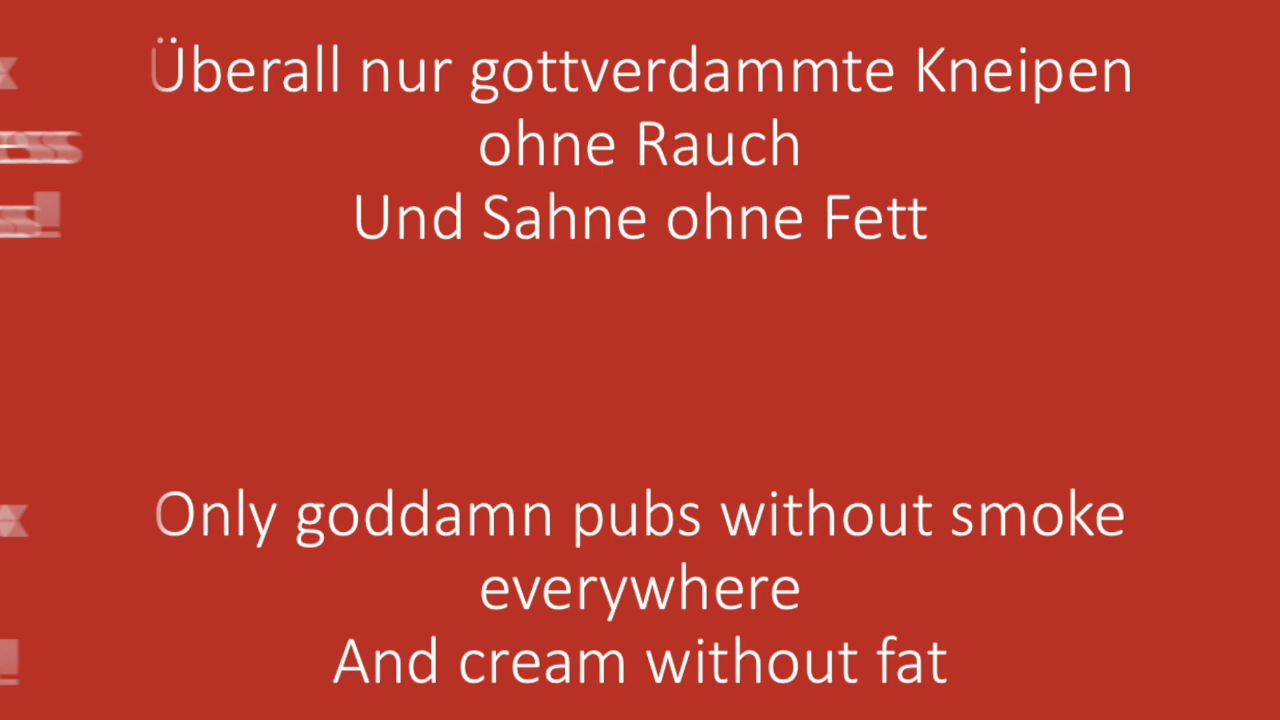 Überall nur gottverdammte Kneipen
ohne Rauch
Und Sahne ohne Fett
Only goddamn pubs without smoke
everywhere
And cream without fat